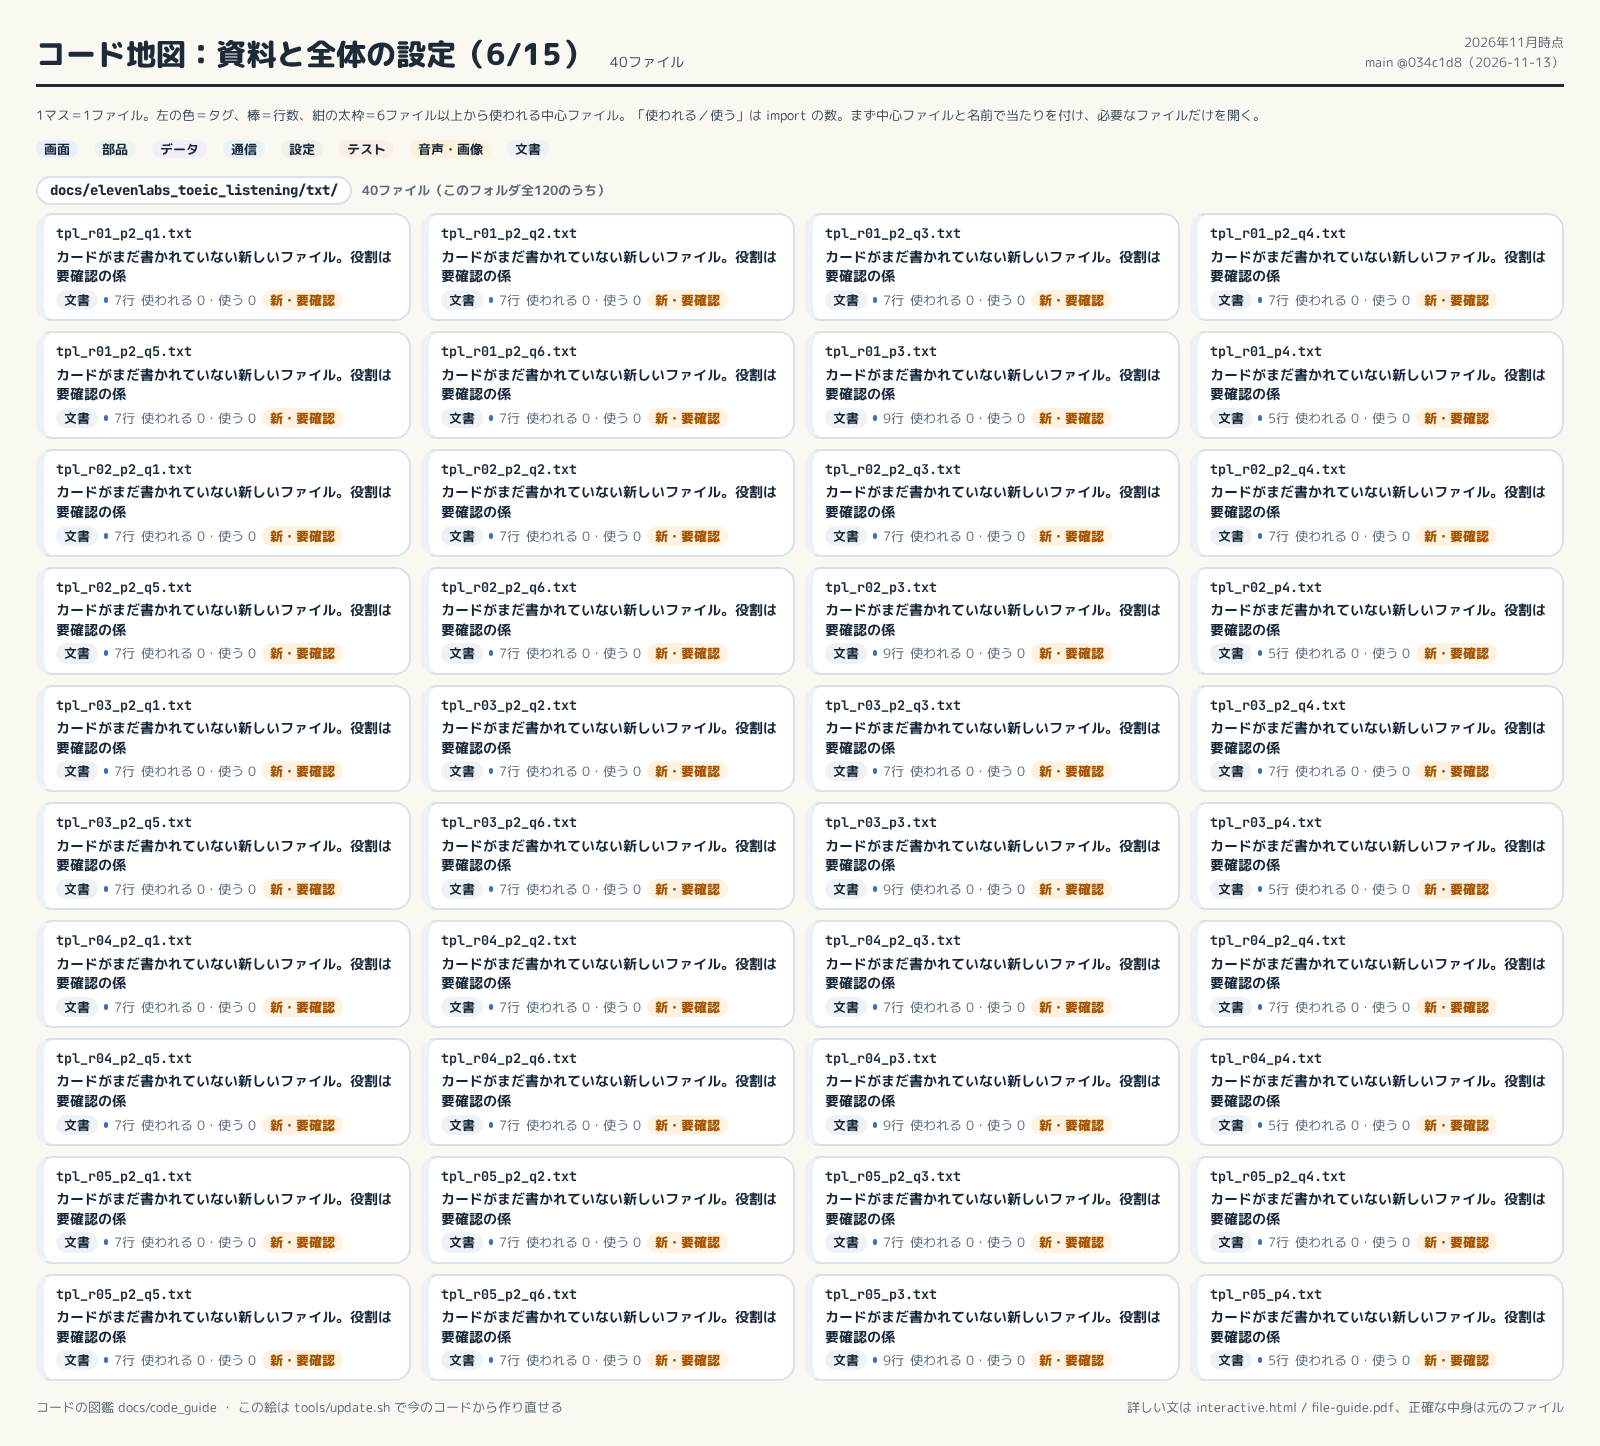 コード地図：資料と全体の設定（6/15） 40ファイル
2026年11月時点
main @034c1d8（2026-11-13）
1マス＝1ファイル。左の色＝タグ、棒＝行数、紺の太枠＝6ファイル以上から使われる中心ファイル。「使われる／使う」は import の数。まず中心ファイルと名前で当たりを付け、必要なファイルだけを開く。
画面 部品 データ 通信 設定 テスト 音声・画像 文書
docs/elevenlabs_toeic_listening/txt/ 40ファイル（このフォルダ全120のうち）
tpl_r01_p2_q1.txt
カードがまだ書かれていない新しいファイル。役割は
要確認の係
文書 7行 使われる 0 · 使う 0 新・要確認
tpl_r01_p2_q2.txt
カードがまだ書かれていない新しいファイル。役割は
要確認の係
文書 7行 使われる 0 · 使う 0 新・要確認
tpl_r01_p2_q3.txt
カードがまだ書かれていない新しいファイル。役割は
要確認の係
文書 7行 使われる 0 · 使う 0 新・要確認
tpl_r01_p2_q4.txt
カードがまだ書かれていない新しいファイル。役割は
要確認の係
文書 7行 使われる 0 · 使う 0 新・要確認
tpl_r01_p2_q5.txt
カードがまだ書かれていない新しいファイル。役割は
要確認の係
文書 7行 使われる 0 · 使う 0 新・要確認
tpl_r01_p2_q6.txt
カードがまだ書かれていない新しいファイル。役割は
要確認の係
文書 7行 使われる 0 · 使う 0 新・要確認
tpl_r01_p3.txt
カードがまだ書かれていない新しいファイル。役割は
要確認の係
文書 9行 使われる 0 · 使う 0 新・要確認
tpl_r01_p4.txt
カードがまだ書かれていない新しいファイル。役割は
要確認の係
文書 5行 使われる 0 · 使う 0 新・要確認
tpl_r02_p2_q1.txt
カードがまだ書かれていない新しいファイル。役割は
要確認の係
文書 7行 使われる 0 · 使う 0 新・要確認
tpl_r02_p2_q2.txt
カードがまだ書かれていない新しいファイル。役割は
要確認の係
文書 7行 使われる 0 · 使う 0 新・要確認
tpl_r02_p2_q3.txt
カードがまだ書かれていない新しいファイル。役割は
要確認の係
文書 7行 使われる 0 · 使う 0 新・要確認
tpl_r02_p2_q4.txt
カードがまだ書かれていない新しいファイル。役割は
要確認の係
文書 7行 使われる 0 · 使う 0 新・要確認
tpl_r02_p2_q5.txt
カードがまだ書かれていない新しいファイル。役割は
要確認の係
文書 7行 使われる 0 · 使う 0 新・要確認
tpl_r02_p2_q6.txt
カードがまだ書かれていない新しいファイル。役割は
要確認の係
文書 7行 使われる 0 · 使う 0 新・要確認
tpl_r02_p3.txt
カードがまだ書かれていない新しいファイル。役割は
要確認の係
文書 9行 使われる 0 · 使う 0 新・要確認
tpl_r02_p4.txt
カードがまだ書かれていない新しいファイル。役割は
要確認の係
文書 5行 使われる 0 · 使う 0 新・要確認
tpl_r03_p2_q1.txt
カードがまだ書かれていない新しいファイル。役割は
要確認の係
文書 7行 使われる 0 · 使う 0 新・要確認
tpl_r03_p2_q2.txt
カードがまだ書かれていない新しいファイル。役割は
要確認の係
文書 7行 使われる 0 · 使う 0 新・要確認
tpl_r03_p2_q3.txt
カードがまだ書かれていない新しいファイル。役割は
要確認の係
文書 7行 使われる 0 · 使う 0 新・要確認
tpl_r03_p2_q4.txt
カードがまだ書かれていない新しいファイル。役割は
要確認の係
文書 7行 使われる 0 · 使う 0 新・要確認
tpl_r03_p2_q5.txt
カードがまだ書かれていない新しいファイル。役割は
要確認の係
文書 7行 使われる 0 · 使う 0 新・要確認
tpl_r03_p2_q6.txt
カードがまだ書かれていない新しいファイル。役割は
要確認の係
文書 7行 使われる 0 · 使う 0 新・要確認
tpl_r03_p3.txt
カードがまだ書かれていない新しいファイル。役割は
要確認の係
文書 9行 使われる 0 · 使う 0 新・要確認
tpl_r03_p4.txt
カードがまだ書かれていない新しいファイル。役割は
要確認の係
文書 5行 使われる 0 · 使う 0 新・要確認
tpl_r04_p2_q1.txt
カードがまだ書かれていない新しいファイル。役割は
要確認の係
文書 7行 使われる 0 · 使う 0 新・要確認
tpl_r04_p2_q2.txt
カードがまだ書かれていない新しいファイル。役割は
要確認の係
文書 7行 使われる 0 · 使う 0 新・要確認
tpl_r04_p2_q3.txt
カードがまだ書かれていない新しいファイル。役割は
要確認の係
文書 7行 使われる 0 · 使う 0 新・要確認
tpl_r04_p2_q4.txt
カードがまだ書かれていない新しいファイル。役割は
要確認の係
文書 7行 使われる 0 · 使う 0 新・要確認
tpl_r04_p2_q5.txt
カードがまだ書かれていない新しいファイル。役割は
要確認の係
文書 7行 使われる 0 · 使う 0 新・要確認
tpl_r04_p2_q6.txt
カードがまだ書かれていない新しいファイル。役割は
要確認の係
文書 7行 使われる 0 · 使う 0 新・要確認
tpl_r04_p3.txt
カードがまだ書かれていない新しいファイル。役割は
要確認の係
文書 9行 使われる 0 · 使う 0 新・要確認
tpl_r04_p4.txt
カードがまだ書かれていない新しいファイル。役割は
要確認の係
文書 5行 使われる 0 · 使う 0 新・要確認
tpl_r05_p2_q1.txt
カードがまだ書かれていない新しいファイル。役割は
要確認の係
文書 7行 使われる 0 · 使う 0 新・要確認
tpl_r05_p2_q2.txt
カードがまだ書かれていない新しいファイル。役割は
要確認の係
文書 7行 使われる 0 · 使う 0 新・要確認
tpl_r05_p2_q3.txt
カードがまだ書かれていない新しいファイル。役割は
要確認の係
文書 7行 使われる 0 · 使う 0 新・要確認
tpl_r05_p2_q4.txt
カードがまだ書かれていない新しいファイル。役割は
要確認の係
文書 7行 使われる 0 · 使う 0 新・要確認
tpl_r05_p2_q5.txt
カードがまだ書かれていない新しいファイル。役割は
要確認の係
文書 7行 使われる 0 · 使う 0 新・要確認
tpl_r05_p2_q6.txt
カードがまだ書かれていない新しいファイル。役割は
要確認の係
文書 7行 使われる 0 · 使う 0 新・要確認
tpl_r05_p3.txt
カードがまだ書かれていない新しいファイル。役割は
要確認の係
文書 9行 使われる 0 · 使う 0 新・要確認
tpl_r05_p4.txt
カードがまだ書かれていない新しいファイル。役割は
要確認の係
文書 5行 使われる 0 · 使う 0 新・要確認
コードの図鑑 docs/code_guide · この絵は tools/update.sh で今のコードから作り直せる
詳しい文は interactive.html / file-guide.pdf、正確な中身は元のファイル